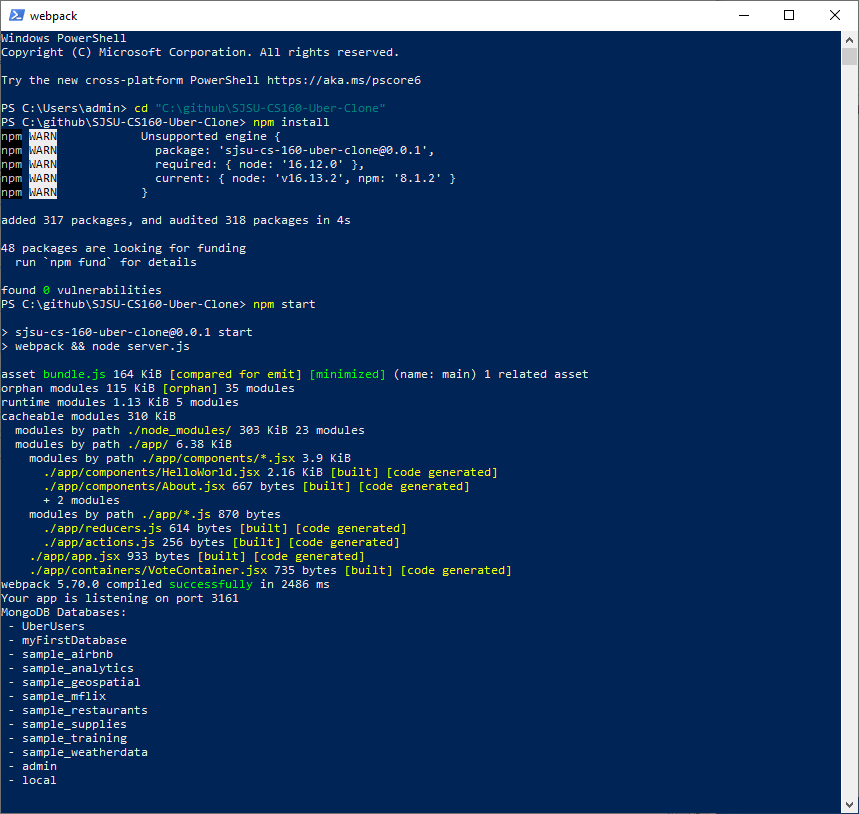 webpack
Windows PowerShell
Copyright (C) Microsoft Corporation. All rights reserved.
Try the new cross-platform PowerShell https://aka.ms/pscore6
PS C:\Users\admin> cd "C:\github\SJSU-CS160-Uber-Clone"
PS C:\github\SJSU-CS160-Uber-Clone> npm install
npm WARN            Unsupported engine {
npm WARN              package: 'sjsu-cs-160-uber-clone@0.0.1',
npm WARN              required: { node: '16.12.0' },
npm WARN              current: { node: 'v16.13.2', npm: '8.1.2' }
npm WARN            }
added 317 packages, and audited 318 packages in 4s
48 packages are looking for funding
  run `npm fund` for details
found 0 vulnerabilities
PS C:\github\SJSU-CS160-Uber-Clone> npm start
> sjsu-cs-160-uber-clone@0.0.1 start
> webpack && node server.js
asset bundle.js 164 KiB [compared for emit] [minimized] (name: main) 1 related asset
orphan modules 115 KiB [orphan] 35 modules
runtime modules 1.13 KiB 5 modules
cacheable modules 310 KiB
  modules by path ./node_modules/ 303 KiB 23 modules
  modules by path ./app/ 6.38 KiB
    modules by path ./app/components/*.jsx 3.9 KiB
      ./app/components/HelloWorld.jsx 2.16 KiB [built] [code generated]
      ./app/components/About.jsx 667 bytes [built] [code generated]
      + 2 modules
    modules by path ./app/*.js 870 bytes
      ./app/reducers.js 614 bytes [built] [code generated]
      ./app/actions.js 256 bytes [built] [code generated]
    ./app/app.jsx 933 bytes [built] [code generated]
    ./app/containers/VoteContainer.jsx 735 bytes [built] [code generated]
webpack 5.70.0 compiled successfully in 2486 ms
Your app is listening on port 3161
MongoDB Databases:
 - UberUsers
 - myFirstDatabase
 - sample_airbnb
 - sample_analytics
 - sample_geospatial
 - sample_mflix
 - sample_restaurants
 - sample_supplies
 - sample_training
 - sample_weatherdata
 - admin
 - local